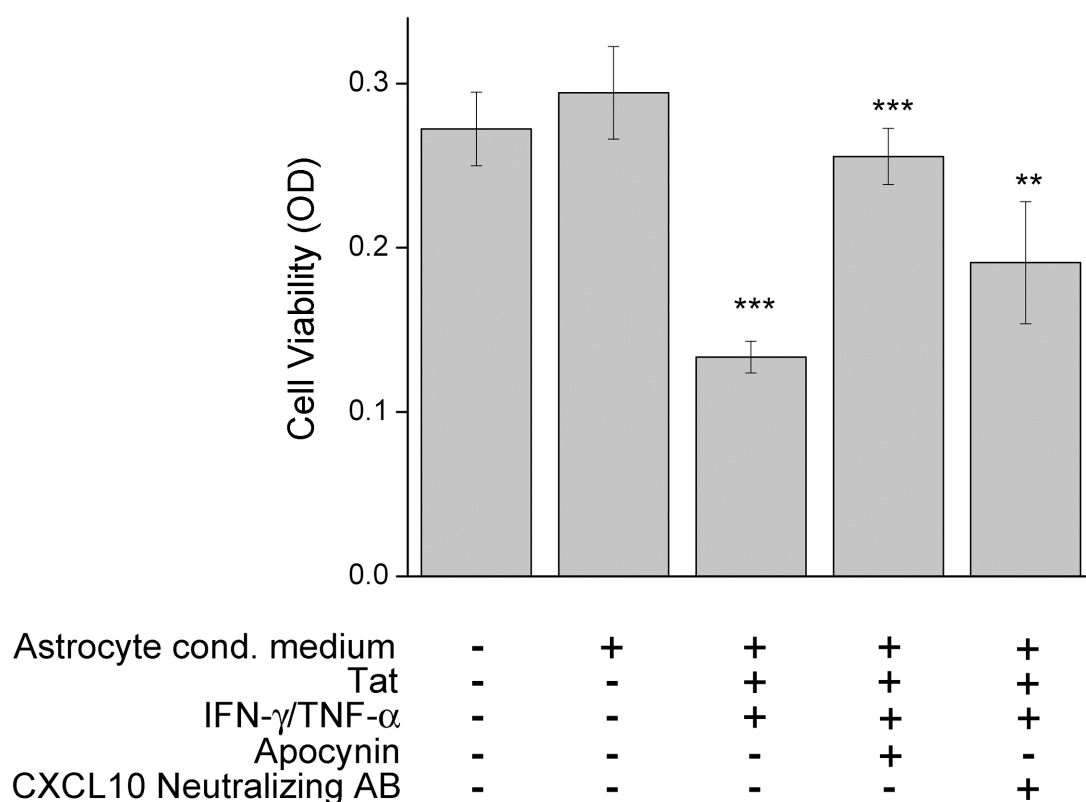 0.3
***
**
0.2
***
0.1
0.0
Cell Viability (OD)
Astrocyte cond. medium - + + + +
Tat - - + + +
IFN-γ/TNF-α - - + + +
Apocynin - - - + -
CXCL10 Neutralizing AB - - - - +